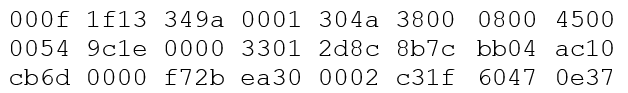 000f 1f13 349a 0001 304a 3800 0800 4500
0054 9c1e 0000 3301 2d8c 8b7c bb04 ac10
cb6d 0000 f72b ea30 0002 c31f 6047 0e37